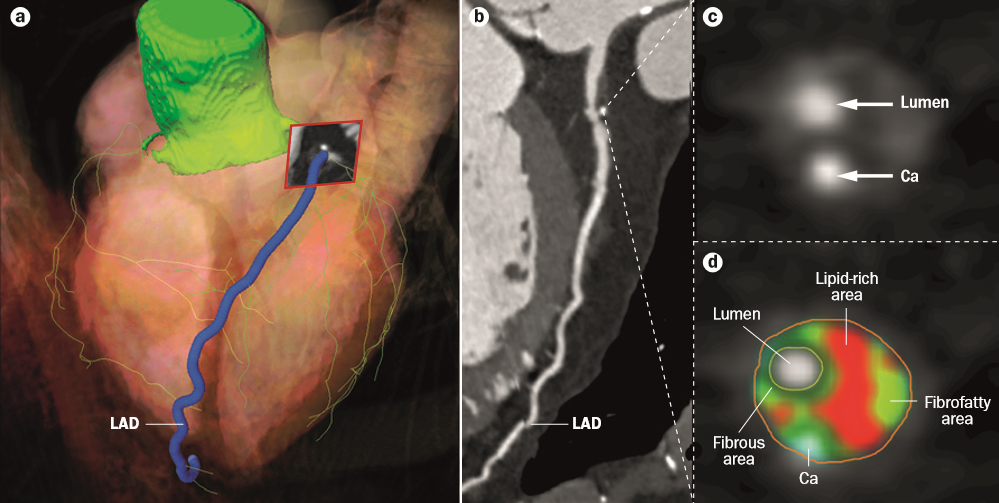 a
LAD
b
LAD
c
Lumen
Ca
d
Lipid-rich
area
Lumen
Fibrofatty
area
Fibrous
area
Ca